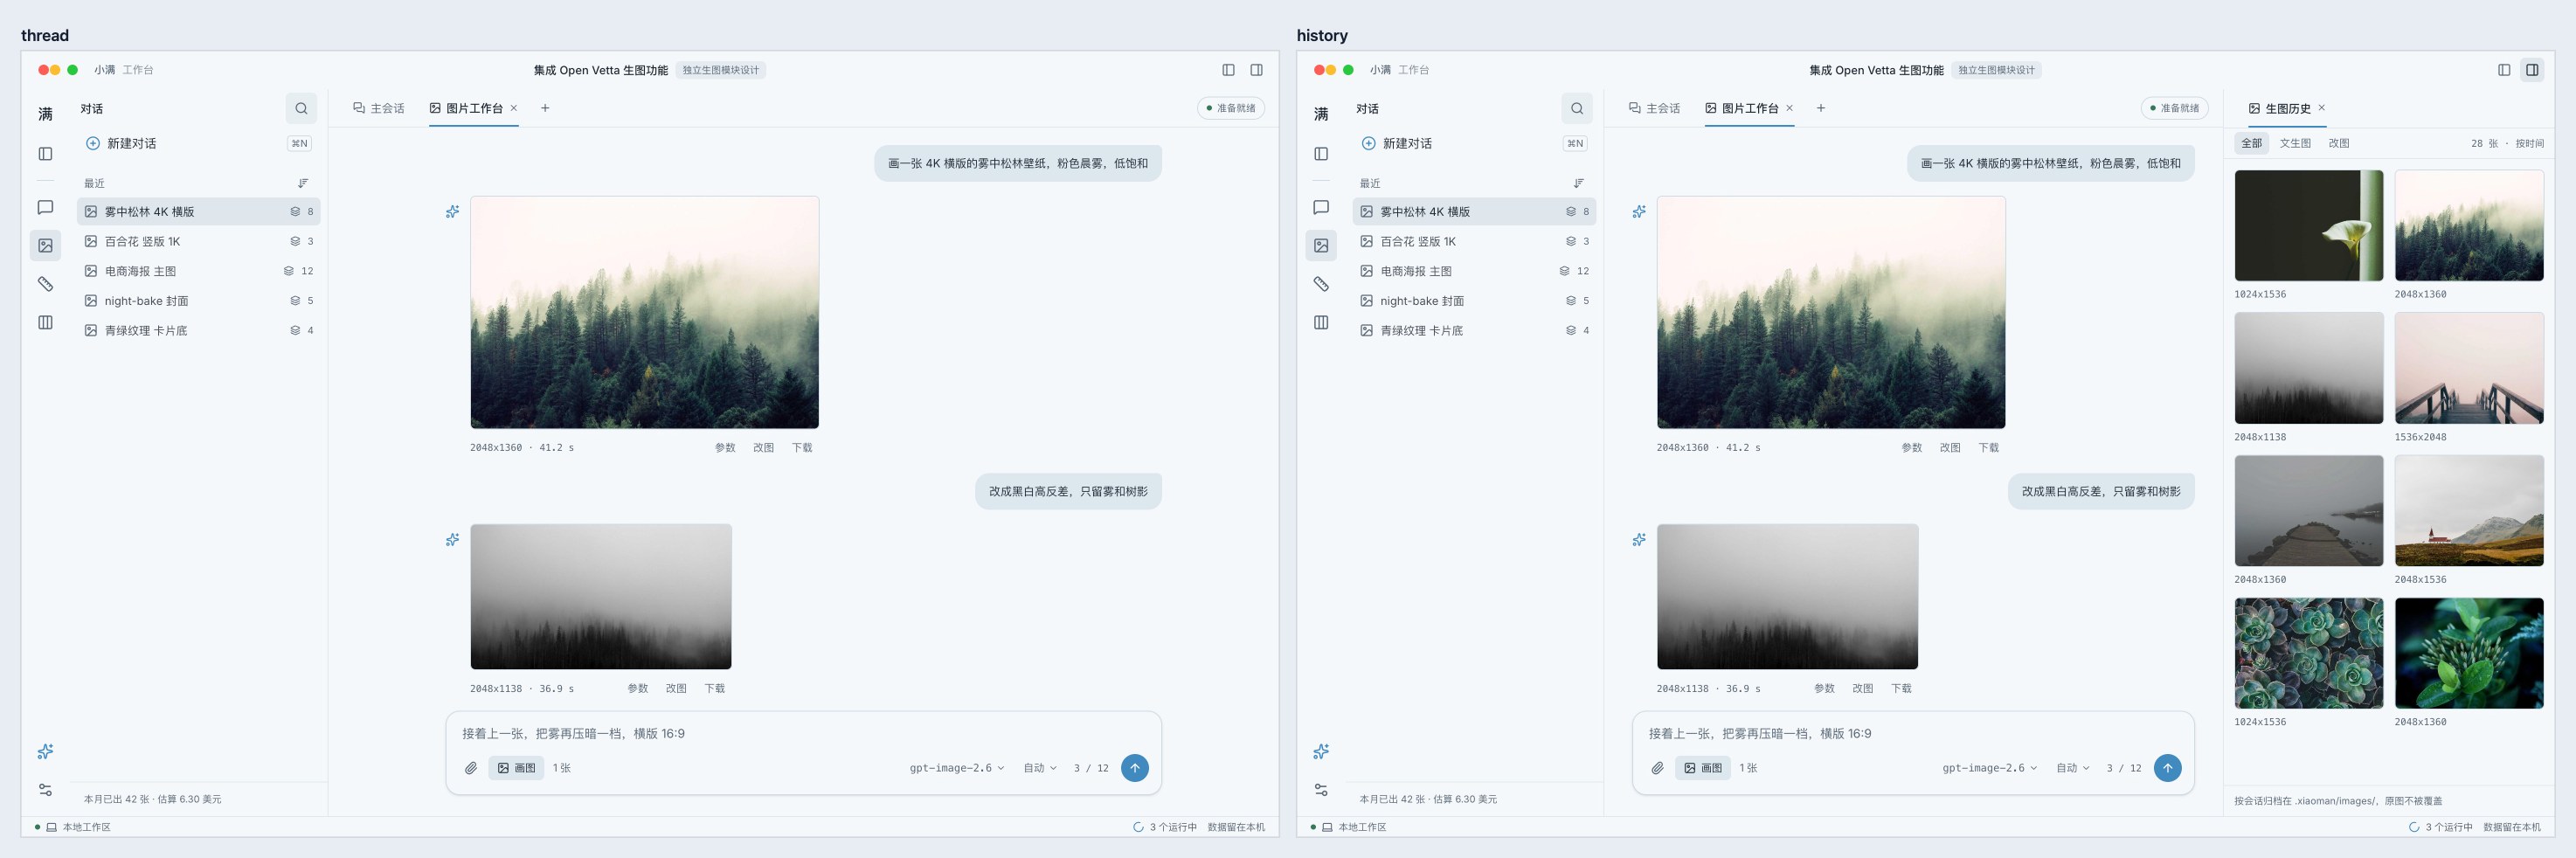 thread
小满 工作台
集成 Open Vetta 生图功能 独立生图模块设计
满
对话
新建对话 ⌘N
最近
雾中松林 4K 横版 8
百合花 竖版 1K 3
电商海报 主图 12
night-bake 封面 5
青绿纹理 卡片底 4
本月已出 42 张 · 估算 6.30 美元
主会话 图片工作台 × +
准备就绪
画一张 4K 横版的雾中松林壁纸，粉色晨雾，低饱和
2048x1360 · 41.2 s 参数 改图 下载
改成黑白高反差，只留雾和树影
2048x1138 · 36.9 s 参数 改图 下载
接着上一张，把雾再压暗一档，横版 16:9
画图 1 张 gpt-image-2.6 自动 3 / 12
本地工作区 3 个运行中 数据留在本机
history
小满 工作台
集成 Open Vetta 生图功能 独立生图模块设计
满
对话
新建对话 ⌘N
最近
雾中松林 4K 横版 8
百合花 竖版 1K 3
电商海报 主图 12
night-bake 封面 5
青绿纹理 卡片底 4
本月已出 42 张 · 估算 6.30 美元
主会话 图片工作台 × +
准备就绪
画一张 4K 横版的雾中松林壁纸，粉色晨雾，低饱和
2048x1360 · 41.2 s 参数 改图 下载
改成黑白高反差，只留雾和树影
2048x1138 · 36.9 s 参数 改图 下载
接着上一张，把雾再压暗一档，横版 16:9
画图 1 张 gpt-image-2.6 自动 3 / 12
生图历史 ×
全部 文生图 改图 28 张 · 按时间
1024x1536 2048x1360
2048x1138 1536x2048
2048x1360 2048x1536
1024x1536 2048x1360
按会话归档在 .xiaoman/images/，原图不被覆盖
本地工作区 3 个运行中 数据留在本机